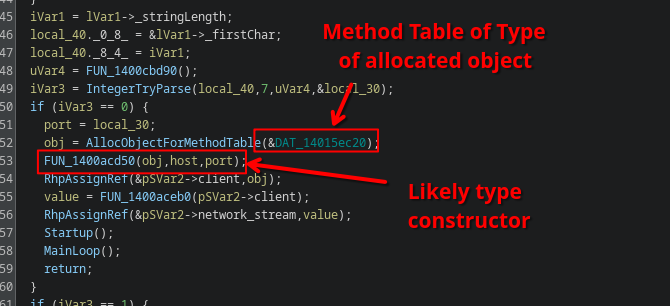 }
45 iVar1 = lVar1->_stringLength;
46 local_40._0_8_ = &lVar1->_firstChar;
47 local_40._8_4_ = iVar1;
48 uVar4 = FUN_1400cbd90();
49 iVar3 = IntegerTryParse(local_40,7,uVar4,&local_30);
50 if (iVar3 == 0) {
51 port = local_30;
52 obj = AllocObjectForMethodTable(&DAT_14015ec20);
53 FUN_1400acd50(obj,host,port);
54 RhpAssignRef(&pSVar2->client,obj);
55 value = FUN_1400aceb0(pSVar2->client);
56 RhpAssignRef(&pSVar2->network_stream,value);
57 Startup();
58 MainLoop();
59 return;
60 }
61 if (iVar3 == 1) {
Method Table of Type
of allocated object
Likely type
constructor